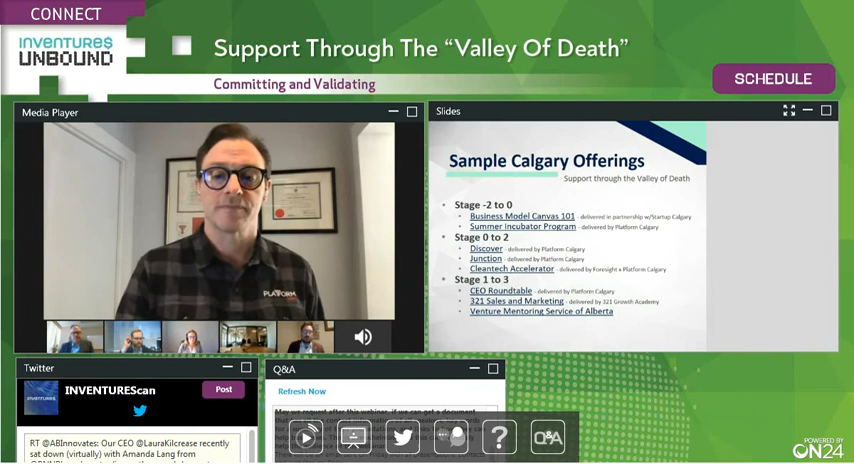 CONNECT
INVENTURE$
UNBOUND
Support Through The “Valley Of Death”
Committing and Validating
SCHEDULE
Media Player
PLATFORM
Slides
Sample Calgary Offerings
Support through the Valley of Death
• Stage -2 to 0
• Business Model Canvas 101 - delivered in partnership w/Startup Calgary
• Summer Incubator Program - delivered by Platform Calgary
• Stage 0 to 2
• Discover - delivered by Platform Calgary
• Junction - delivered by Platform Calgary
• Cleantech Accelerator - delivered by Foresight x Platform Calgary
• Stage 1 to 3
• CEO Roundtable - delivered by Platform Calgary
• 321 Sales and Marketing - delivered by 321 Growth Academy
• Venture Mentoring Service of Alberta
Twitter
INVENTURES
INVENTUREScan
Post
RT @ABInnovates: Our CEO @LauraKilcrease recently
sat down (virtually) with Amanda Lang from
Q&A
Refresh Now
May we request after this webinar, if we can get a document
?
Q&A
POWERED BY
ON24